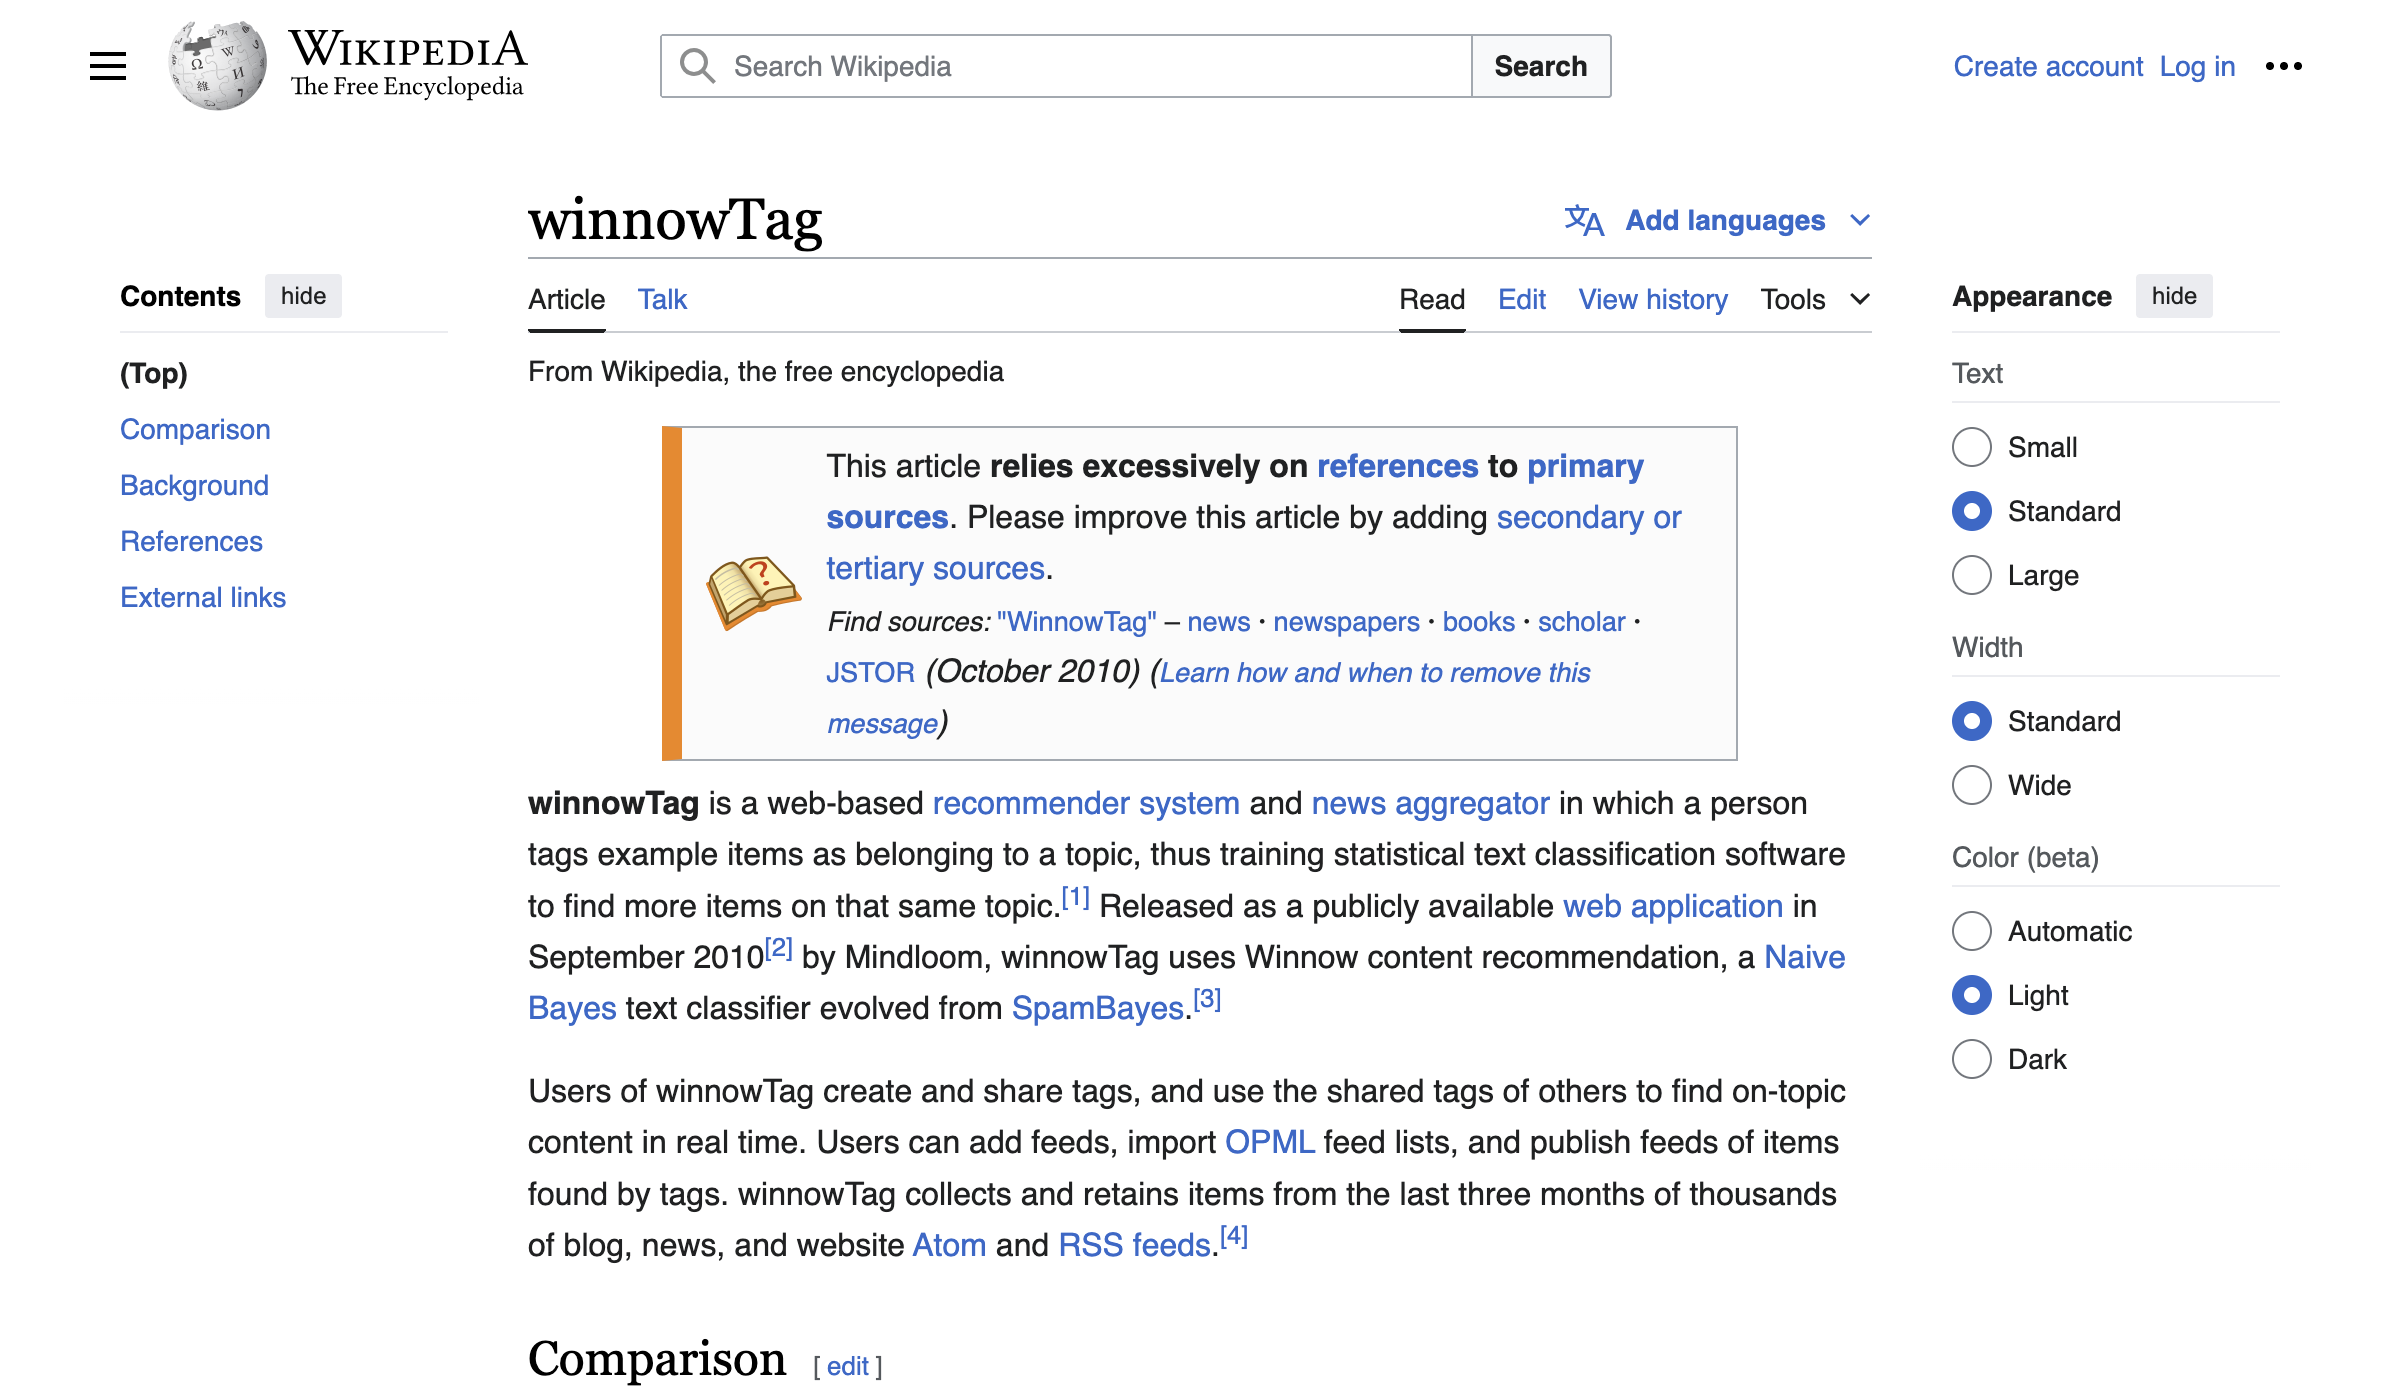 WIKIPEDIA
The Free Encyclopedia
Search Wikipedia
Search
Create account
Log in
winnowTag
Add languages
Contents
hide
(Top)
Comparison
Background
References
External links
Article
Talk
Read
Edit
View history
Tools
From Wikipedia, the free encyclopedia
This article relies excessively on references to primary
sources. Please improve this article by adding secondary or
tertiary sources.
Find sources: "WinnowTag" – news · newspapers · books · scholar ·
JSTOR (October 2010) (Learn how and when to remove this
message)
winnowTag is a web-based recommender system and news aggregator in which a person
tags example items as belonging to a topic, thus training statistical text classification software
to find more items on that same topic.[1] Released as a publicly available web application in
September 2010[2] by Mindloom, winnowTag uses Winnow content recommendation, a Naive
Bayes text classifier evolved from SpamBayes.[3]
Users of winnowTag create and share tags, and use the shared tags of others to find on-topic
content in real time. Users can add feeds, import OPML feed lists, and publish feeds of items
found by tags. winnowTag collects and retains items from the last three months of thousands
of blog, news, and website Atom and RSS feeds.[4]
Comparison [ edit ]
Appearance
hide
Text
Small
Standard
Large
Width
Standard
Wide
Color (beta)
Automatic
Light
Dark